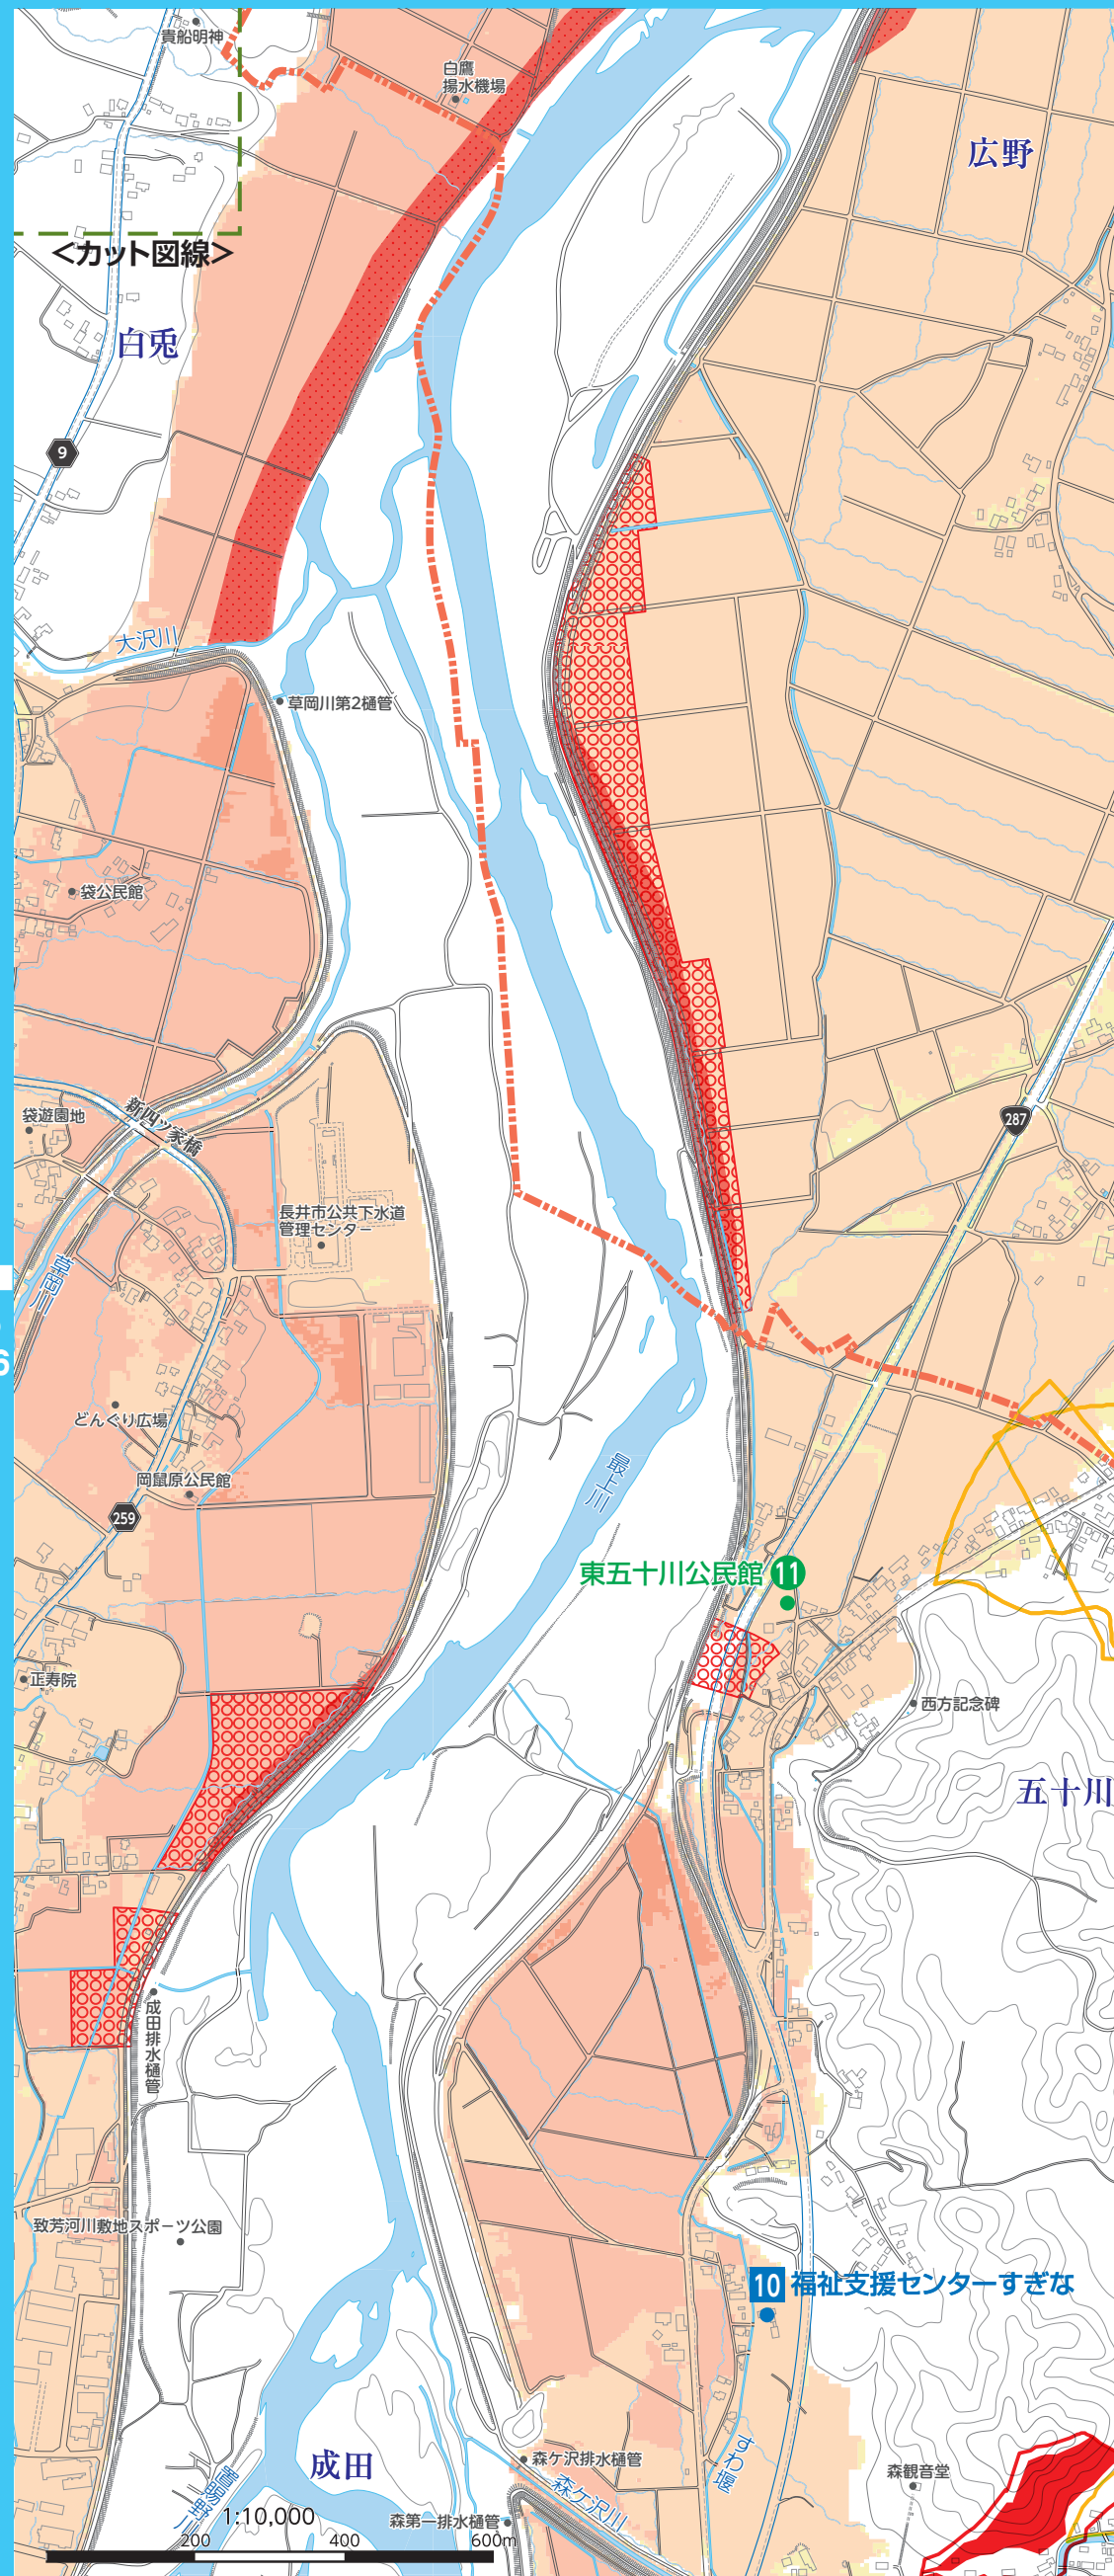 貴船明神
白鷹
揚水機場
広野
<カット図線>
白兎
9
大沢川
草岡川第2樋管
袋公民館
袋遊園地
新四ツ家橋
287
長井市公共下水道
管理センター
草岡川
6
どんぐり広場
岡鼠原公民館
最上川
259
東五十川公民館 11
正寿院
西方記念碑
五十川
成田排水樋管
致芳河川敷地スポーツ公園
10 福祉支援センターすぎな
すわ堰
成田
森ケ沢排水樋管
森観音堂
置賜野川
森ケ沢川
1:10,000
森第一排水樋管
200 400 600m